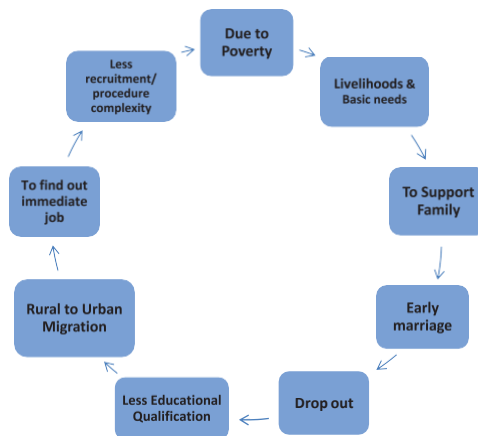 Due to
Poverty
Livelihoods &
Basic needs
To Support
Family
Early
marriage
Drop out
Less Educational
Qualification
Rural to Urban
Migration
To find out
immediate
job
Less
recruitment/
procedure
complexity